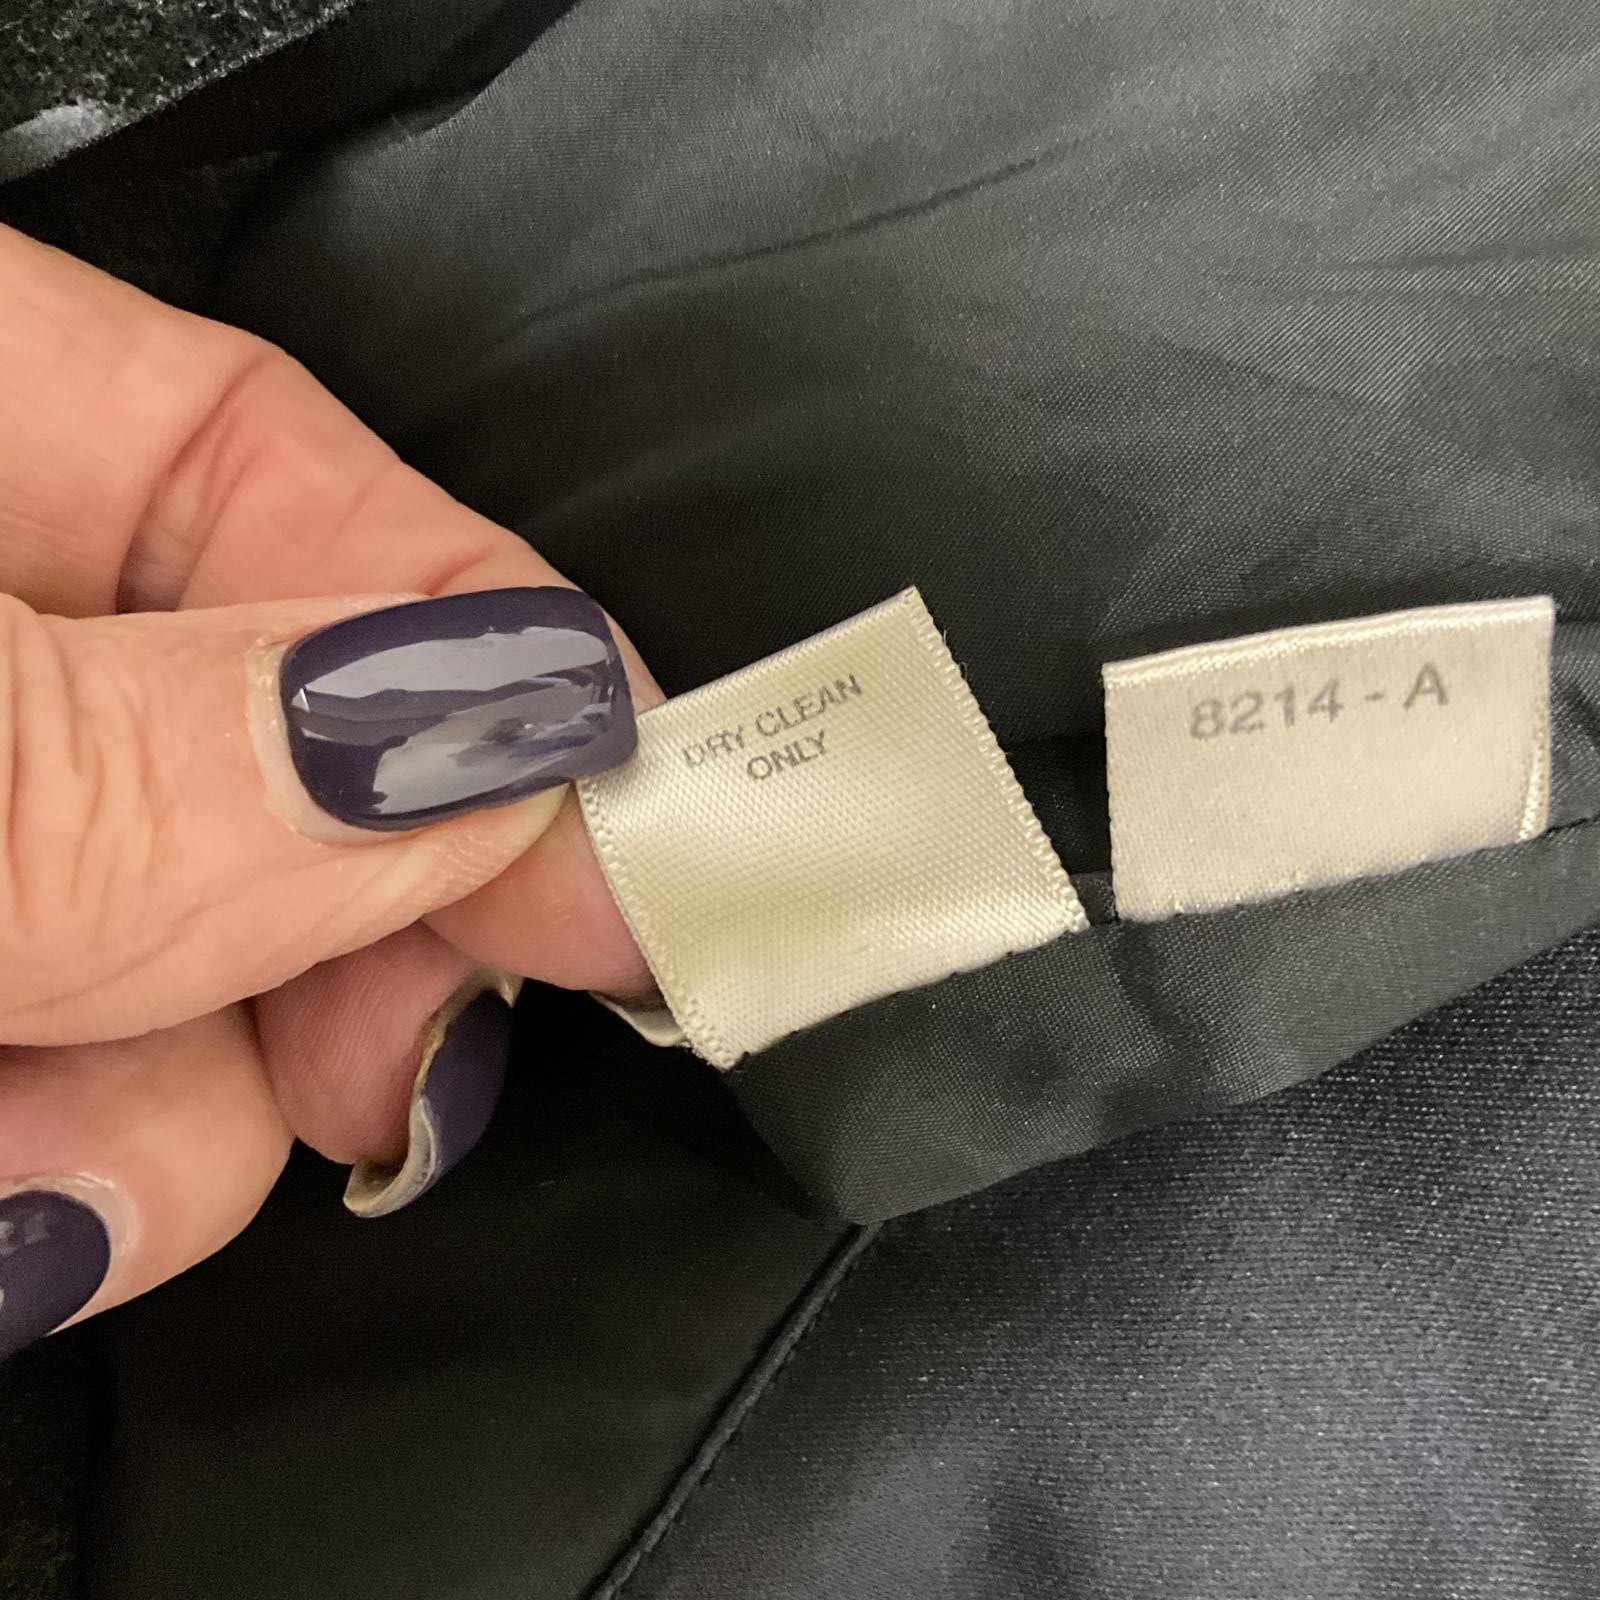 DRY CLEAN
ONLY
8214 - A